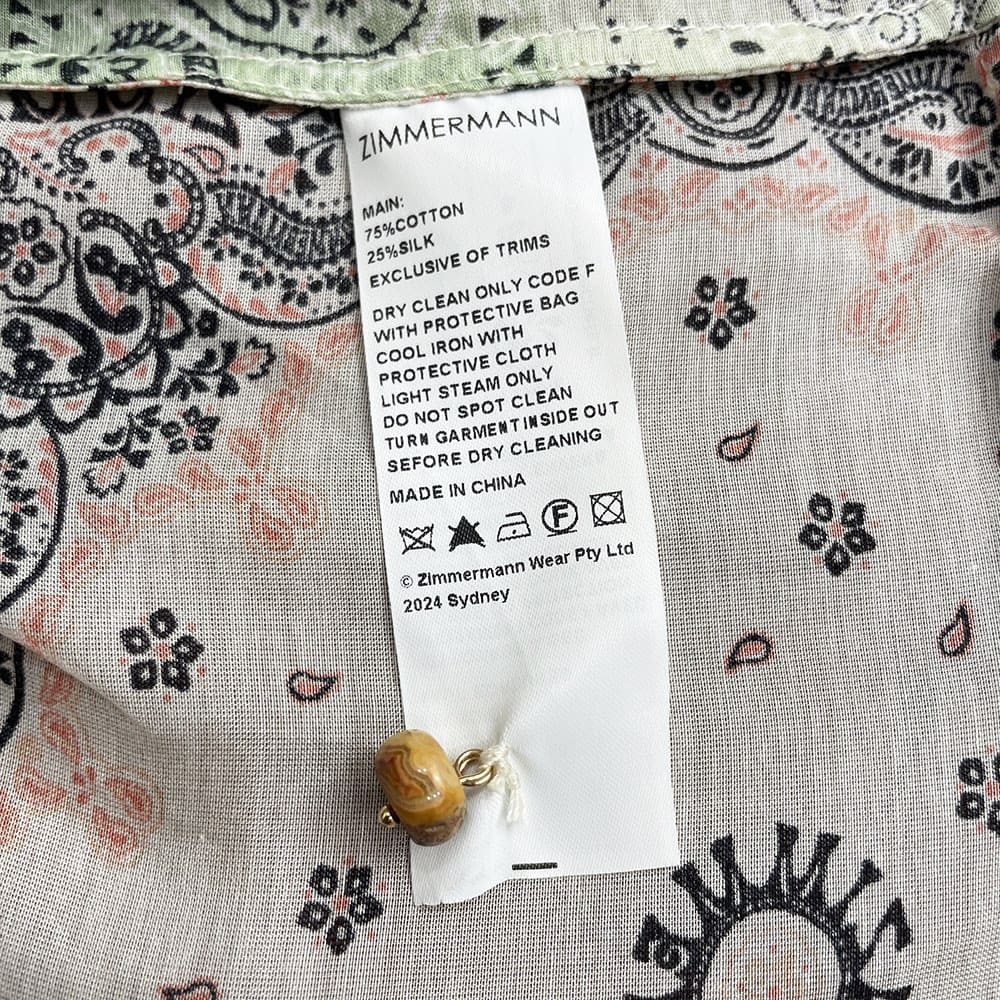 ZIMMERMANN
MAIN:
75%COTTON
25%SILK
EXCLUSIVE OF TRIMS
DRY CLEAN ONLY CODE F
WITH PROTECTIVE BAG
COOL IRON WITH
PROTECTIVE CLOTH
LIGHT STEAM ONLY
DO NOT SPOT CLEAN
TURN GARMENT INSIDE OUT
SEFORE DRY CLEANING
MADE IN CHINA
F
© Zimmermann Wear Pty Ltd
2024 Sydney